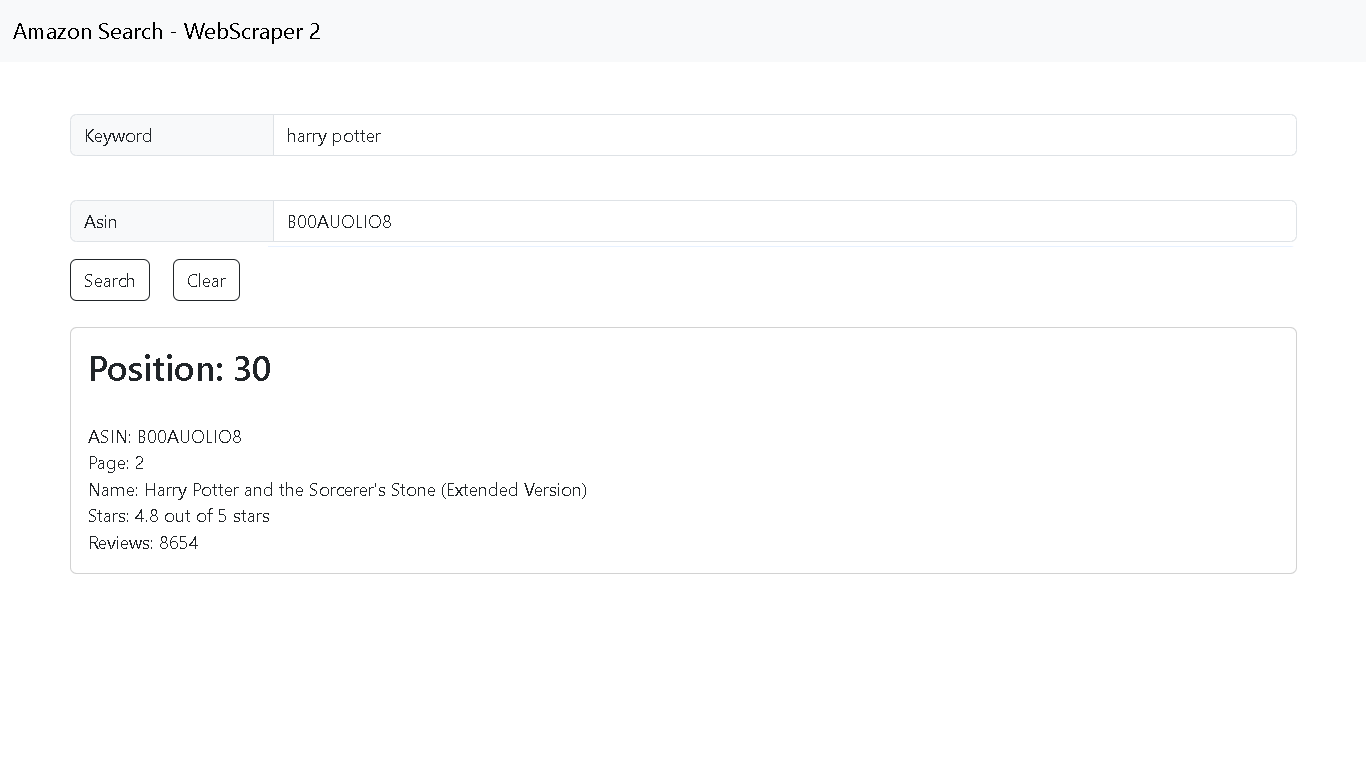 Amazon Search - WebScraper 2
Keyword harry potter
Asin B00AUOLIO8
Search Clear
Position: 30
ASIN: B00AUOLIO8
Page: 2
Name: Harry Potter and the Sorcerer's Stone (Extended Version)
Stars: 4.8 out of 5 stars
Reviews: 8654